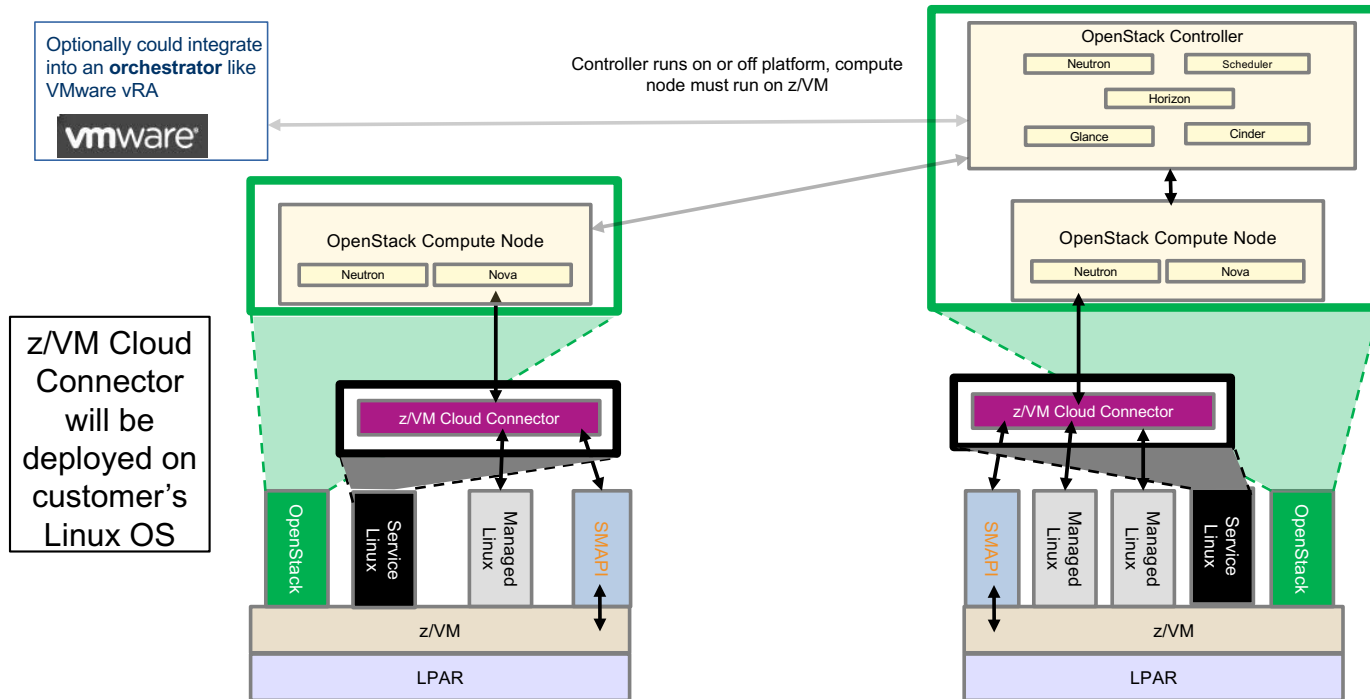 Optionally could integrate
into an orchestrator like
VMware vRA
vmware®
Controller runs on or off platform, compute
node must run on z/VM
OpenStack Controller
Neutron
Scheduler
Horizon
Glance
Cinder
OpenStack Compute Node
Neutron
Nova
OpenStack Compute Node
Neutron
Nova
z/VM Cloud
Connector
will be
deployed on
customer’s
Linux OS
z/VM Cloud Connector
z/VM Cloud Connector
OpenStack
Service
Linux
Managed
Linux
SMAPI
SMAPI
Managed
Linux
Managed
Linux
Service
Linux
OpenStack
z/VM
z/VM
LPAR
LPAR